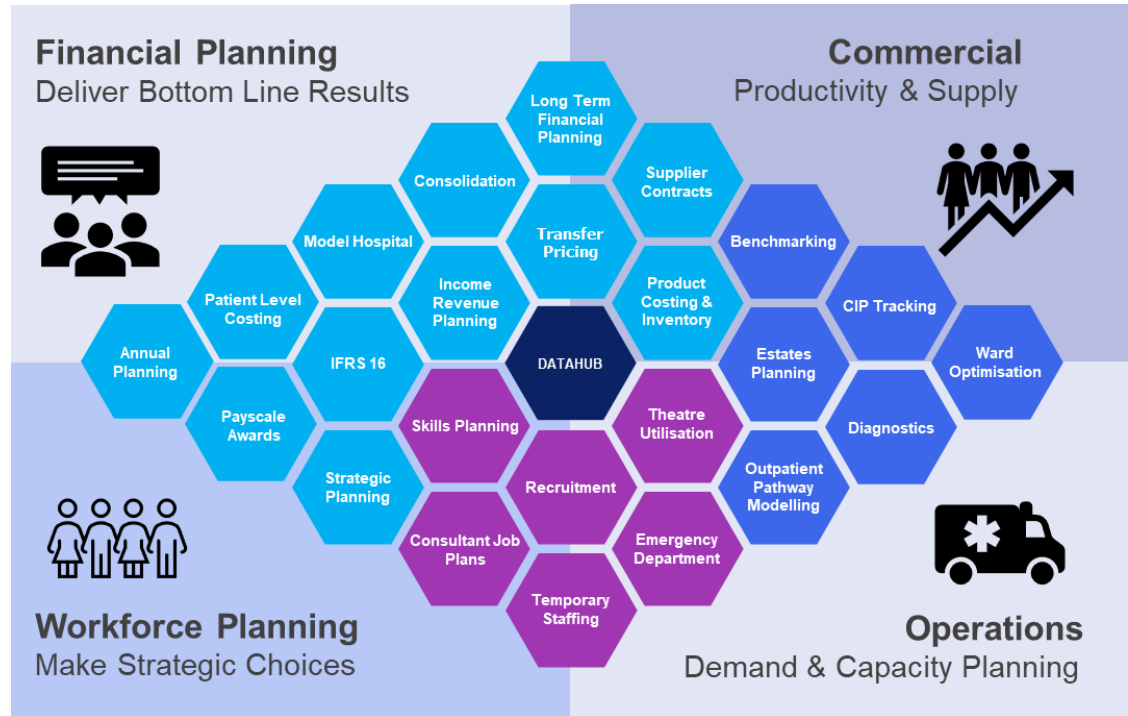 Financial Planning
Deliver Bottom Line Results
Commercial
Productivity & Supply
Long Term
Financial
Planning
Consolidation
Supplier
Contracts
Model Hospital
Transfer
Pricing
Benchmarking
Patient Level
Costing
Income
Revenue
Planning
Product
Costing &
Inventory
CIP Tracking
Annual
Planning
IFRS 16
DATAHUB
Estates
Planning
Ward
Optimisation
Payscale
Awards
Skills Planning
Theatre
Utilisation
Diagnostics
Strategic
Planning
Recruitment
Outpatient
Pathway
Modelling
Consultant Job
Plans
Emergency
Department
Temporary
Staffing
Workforce Planning
Make Strategic Choices
Operations
Demand & Capacity Planning